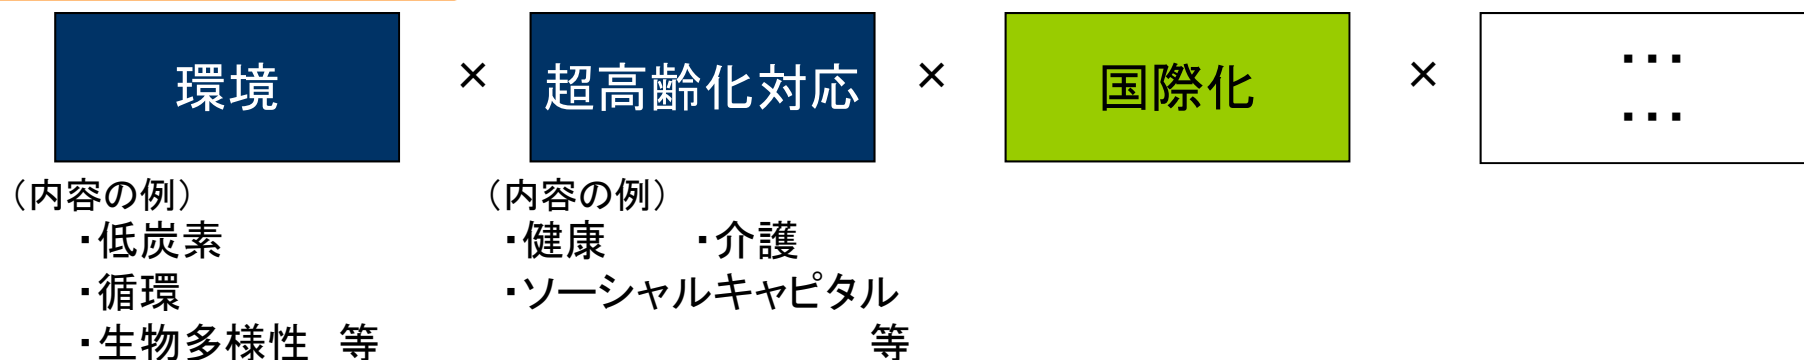 環境 × 超高齢化対応 × 国際化 × ・・・
・・・
（内容の例）
・低炭素
・循環
・生物多様性　等
（内容の例）
・健康　　・介護
・ソーシャルキャピタル
等